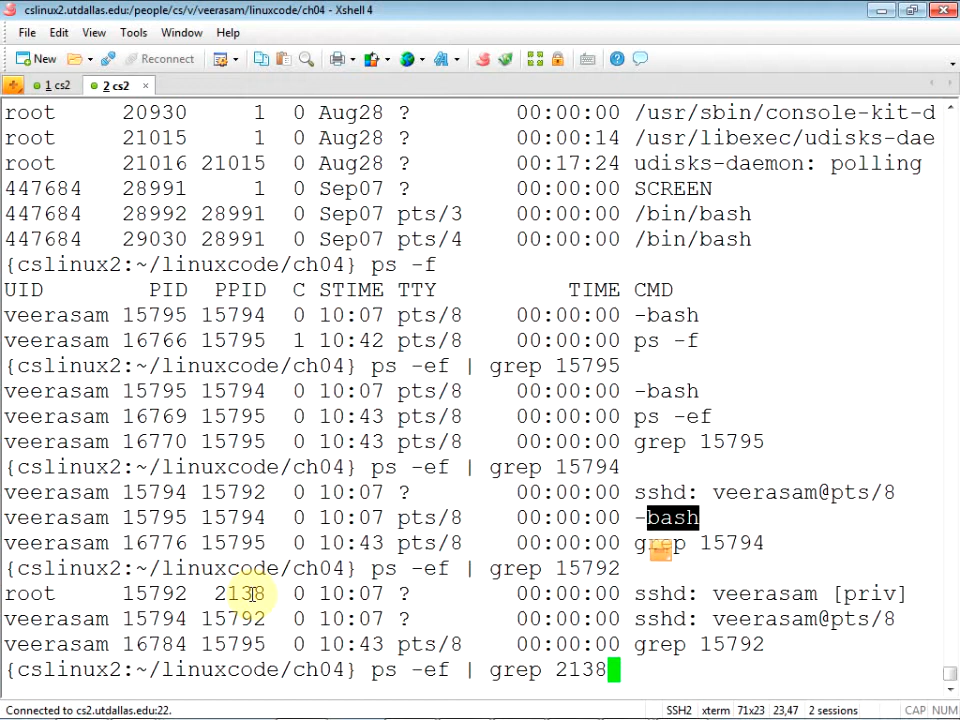 cslinux2.utdallas.edu:/people/cs/v/veerasam/linuxcode/ch04 - Xshell 4
File Edit View Tools Window Help
New Reconnect
1 cs2 2 cs2 ×
root     20930     1  0 Aug28 ?        00:00:00 /usr/sbin/console-kit-d
root     21015     1  0 Aug28 ?        00:00:14 /usr/libexec/udisks-dae
root     21016 21015  0 Aug28 ?        00:17:24 udisks-daemon: polling
447684   28991     1  0 Sep07 ?        00:00:00 SCREEN
447684   28992 28991  0 Sep07 pts/3    00:00:00 /bin/bash
447684   29030 28991  0 Sep07 pts/4    00:00:00 /bin/bash
{cslinux2:~/linuxcode/ch04} ps -f
UID        PID  PPID  C STIME TTY          TIME CMD
veerasam 15795 15794  0 10:07 pts/8    00:00:00 -bash
veerasam 16766 15795  1 10:42 pts/8    00:00:00 ps -f
{cslinux2:~/linuxcode/ch04} ps -ef | grep 15795
veerasam 15795 15794  0 10:07 pts/8    00:00:00 -bash
veerasam 16769 15795  0 10:43 pts/8    00:00:00 ps -ef
veerasam 16770 15795  0 10:43 pts/8    00:00:00 grep 15795
{cslinux2:~/linuxcode/ch04} ps -ef | grep 15794
veerasam 15794 15792  0 10:07 ?        00:00:00 sshd: veerasam@pts/8
veerasam 15795 15794  0 10:07 pts/8    00:00:00 -bash
veerasam 16776 15795  0 10:43 pts/8    00:00:00 grep 15794
{cslinux2:~/linuxcode/ch04} ps -ef | grep 15792
root     15792  2138  0 10:07 ?        00:00:00 sshd: veerasam [priv]
veerasam 15794 15792  0 10:07 ?        00:00:00 sshd: veerasam@pts/8
veerasam 16784 15795  0 10:43 pts/8    00:00:00 grep 15792
{cslinux2:~/linuxcode/ch04} ps -ef | grep 2138
Connected to cs2.utdallas.edu:22. SSH2 xterm 71x23 23,47 2 sessions CAP NUM